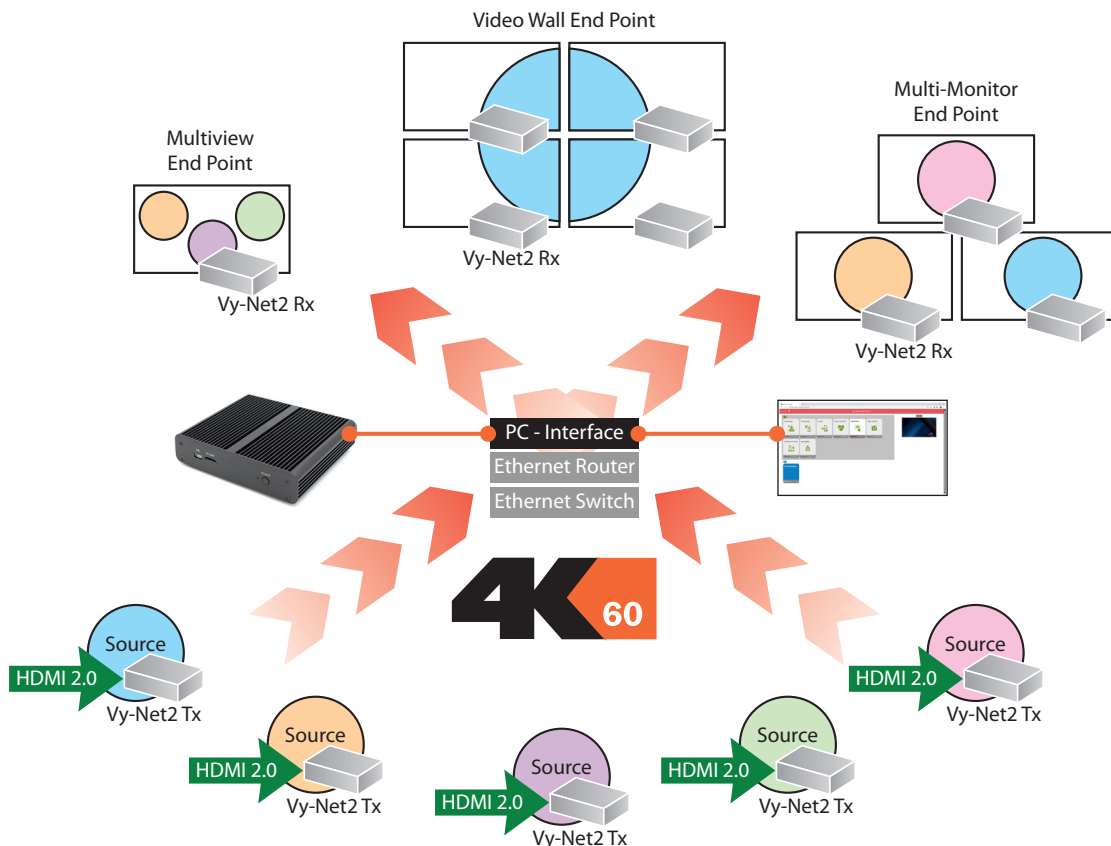 Video Wall End Point
Multi-Monitor
End Point
Multiview
End Point
Vy-Net2 Rx
Vy-Net2 Rx
Vy-Net2 Rx
PC - Interface
Ethernet Router
Ethernet Switch
4K
60
Source
HDMI 2.0
Vy-Net2 Tx
Source
HDMI 2.0
Vy-Net2 Tx
Source
HDMI 2.0
Vy-Net2 Tx
Source
HDMI 2.0
Vy-Net2 Tx
Source
HDMI 2.0
Vy-Net2 Tx